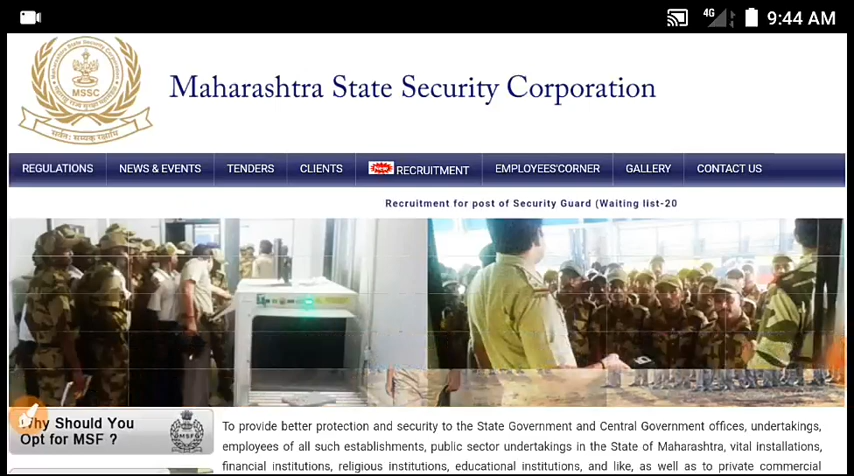 4G
9:44 AM
MSSC
Maharashtra State Security Corporation
REGULATIONS
NEWS & EVENTS
TENDERS
CLIENTS
RECRUITMENT
EMPLOYEES'CORNER
GALLERY
CONTACT US
Recruitment for post of Security Guard (Waiting list-20
Why Should You
Opt for MSF ?
MSF
To provide better protection and security to the State Government and Central Government offices, undertakings,
employees of all such establishments, public sector undertakings in the State of Maharashtra, vital installations,
financial institutions, religious institutions, educational institutions, and like, as well as to private commercial